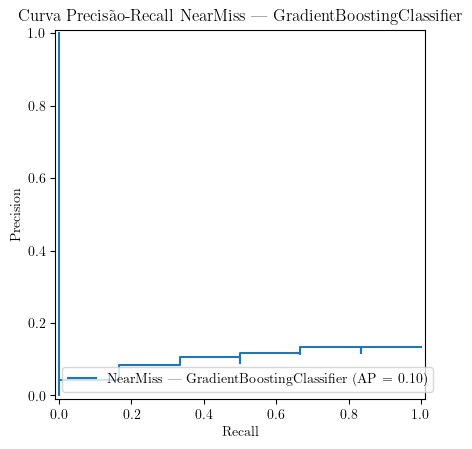 Curva Precisão-Recall NearMiss — GradientBoostingClassifier
1.0
0.8
0.6
0.4
0.2
0.0
Precision
NearMiss — GradientBoostingClassifier (AP = 0.10)
0.0 0.2 0.4 0.6 0.8 1.0
Recall